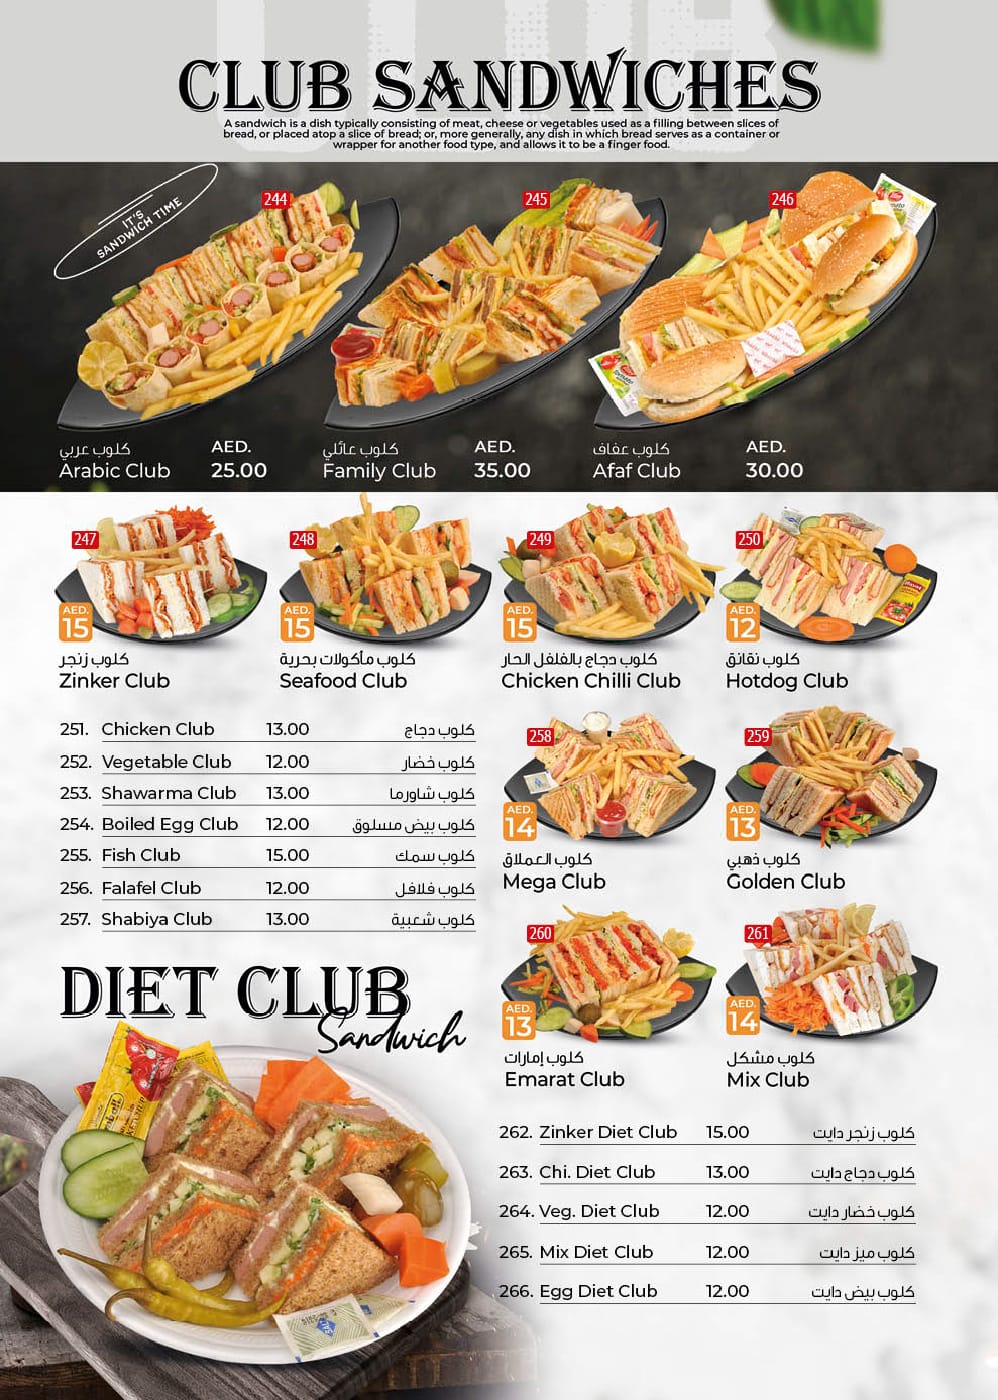 CLUB
CLUB SANDWICHES
A sandwich is a dish typically consisting of meat, cheese or vegetables used as a filling between slices of
bread, or placed atop a slice of bread; or, more generally, any dish in which bread serves as a container or
wrapper for another food type, and allows it to be a finger food.
IT'S
SANDWICH TIME
244
245
246
كلوب عربي
Arabic Club
AED.
25.00
كلوب عائلي
Family Club
AED.
35.00
كلوب عفاف
Afaf Club
AED.
30.00
247
AED.
15
كلوب زنجر
Zinker Club
248
AED.
15
كلوب مأكولات بحرية
Seafood Club
249
AED.
15
كلوب دجاج بالفلفل الحار
Chicken Chilli Club
250
AED.
12
كلوب نقانق
Hotdog Club
251. Chicken Club 13.00 كلوب دجاج
252. Vegetable Club 12.00 كلوب خضار
253. Shawarma Club 13.00 كلوب شاورما
254. Boiled Egg Club 12.00 كلوب بيض مسلوق
255. Fish Club 15.00 كلوب سمك
256. Falafel Club 12.00 كلوب فلافل
257. Shabiya Club 13.00 كلوب شعبية
258
AED.
14
كلوب العملاق
Mega Club
259
AED.
13
كلوب ذهبي
Golden Club
260
AED.
13
كلوب إمارات
Emarat Club
261
AED.
14
كلوب مشكل
Mix Club
DIET CLUB
Sandwich
262. Zinker Diet Club 15.00 كلوب زنجر دايت
263. Chi. Diet Club 13.00 كلوب دجاج دايت
264. Veg. Diet Club 12.00 كلوب خضار دايت
265. Mix Diet Club 12.00 كلوب ميز دايت
266. Egg Diet Club 12.00 كلوب بيض دايت
SALT